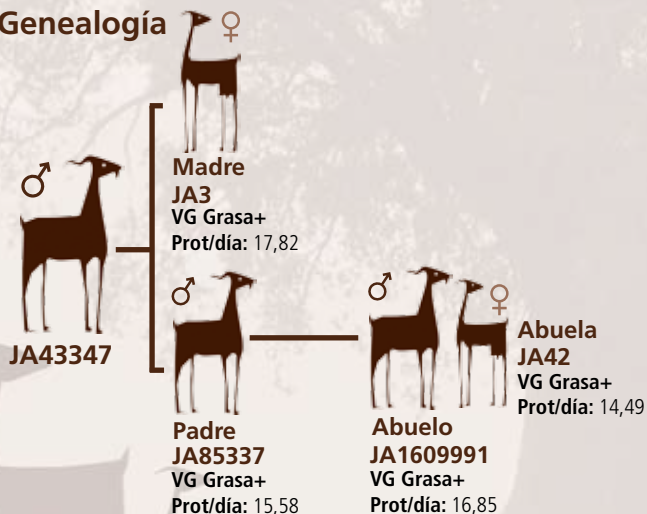 Genealogía
♀
Madre
JA3
VG Grasa+
Prot/día: 17,82
♂
JA43347
♂
Padre
JA85337
VG Grasa+
Prot/día: 15,58
♂
Abuelo
JA1609991
VG Grasa+
Prot/día: 16,85
♀
Abuela
JA42
VG Grasa+
Prot/día: 14,49